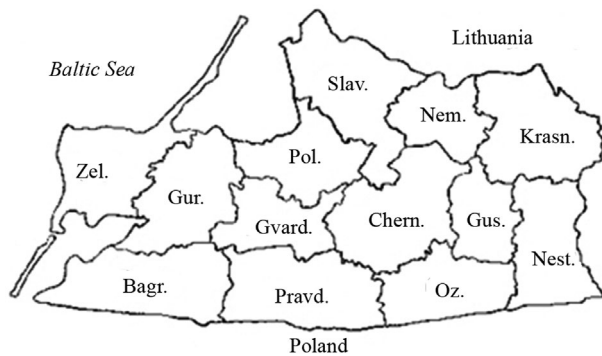 Lithuania
Baltic Sea
Slav.
Nem.
Krasn.
Zel.
Pol.
Gur.
Gvard.
Chern.
Gus.
Nest.
Bagr.
Pravd.
Oz.
Poland